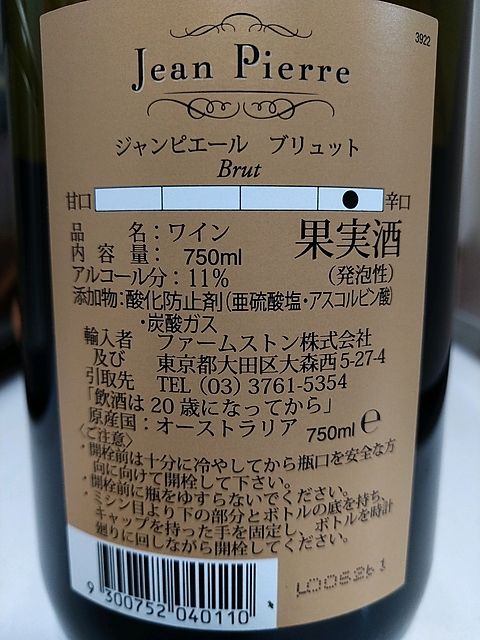 3922
Jean Pierre
ジャンピエール ブリュット
Brut
甘口 辛口
品 名：ワイン
果実酒
内 容 量： 750ml
（発泡性）
アルコール分：11%
添加物：酸化防止剤（亜硫酸塩・アスコルビン酸）
・炭酸ガス
輸入者 ファームストン株式会社
及び 東京都大田区大森西5-27-4
引取先 TEL（03）3761-5354
「飲酒は20歳になってから」
原産国：オーストラリア 750ml e
〈ご注意〉
・開栓前は十分に冷やしてから瓶口を安全な方
向に向けて開栓して下さい。
・開栓前に瓶をゆすらないでください。
・ミシン目より下の部分とボトルの底を持ち、
キャップを持った手を固定し、ボトルを時計
廻りに回しながら開栓してください。
9 300752 040110